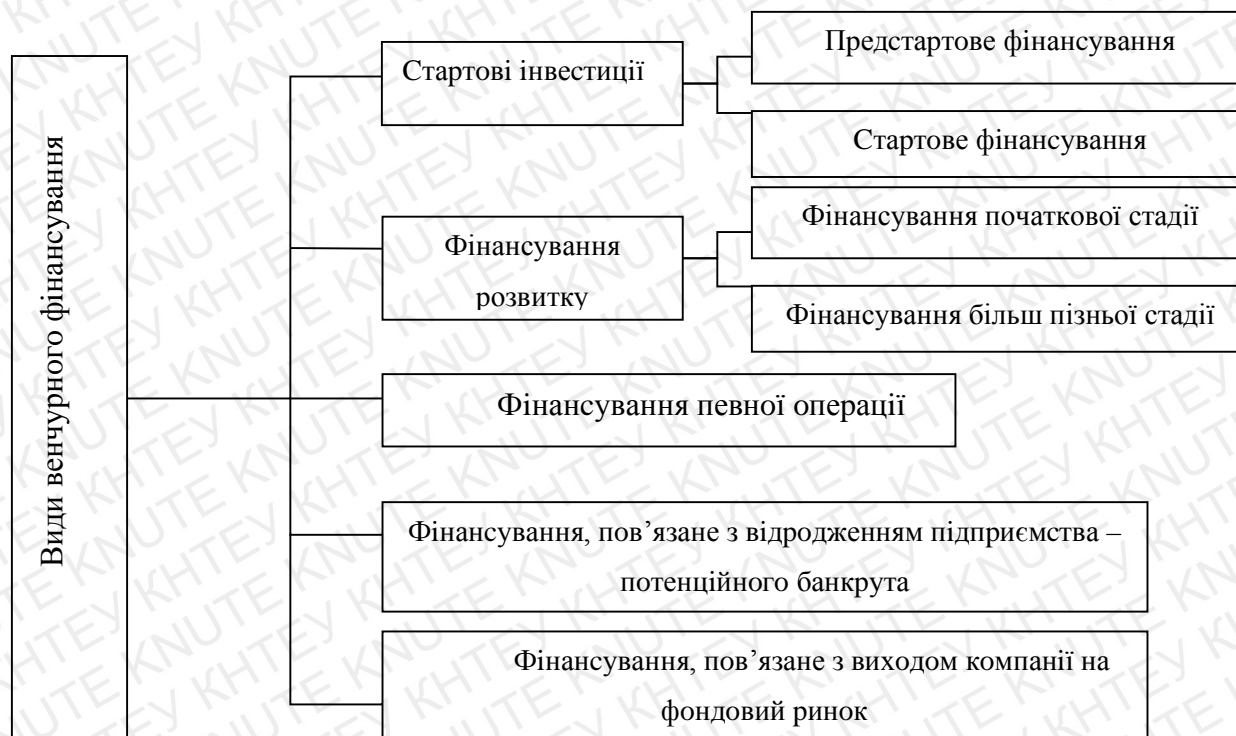 Види венчурного фінансування
Стартові інвестиції
Предстартове фінансування
Стартове фінансування
Фінансування
розвитку
Фінансування початкової стадії
Фінансування більш пізньої стадії
Фінансування певної операції
Фінансування, пов’язане з відродженням підприємства –
потенційного банкрута
Фінансування, пов’язане з виходом компанії на
фондовий ринок